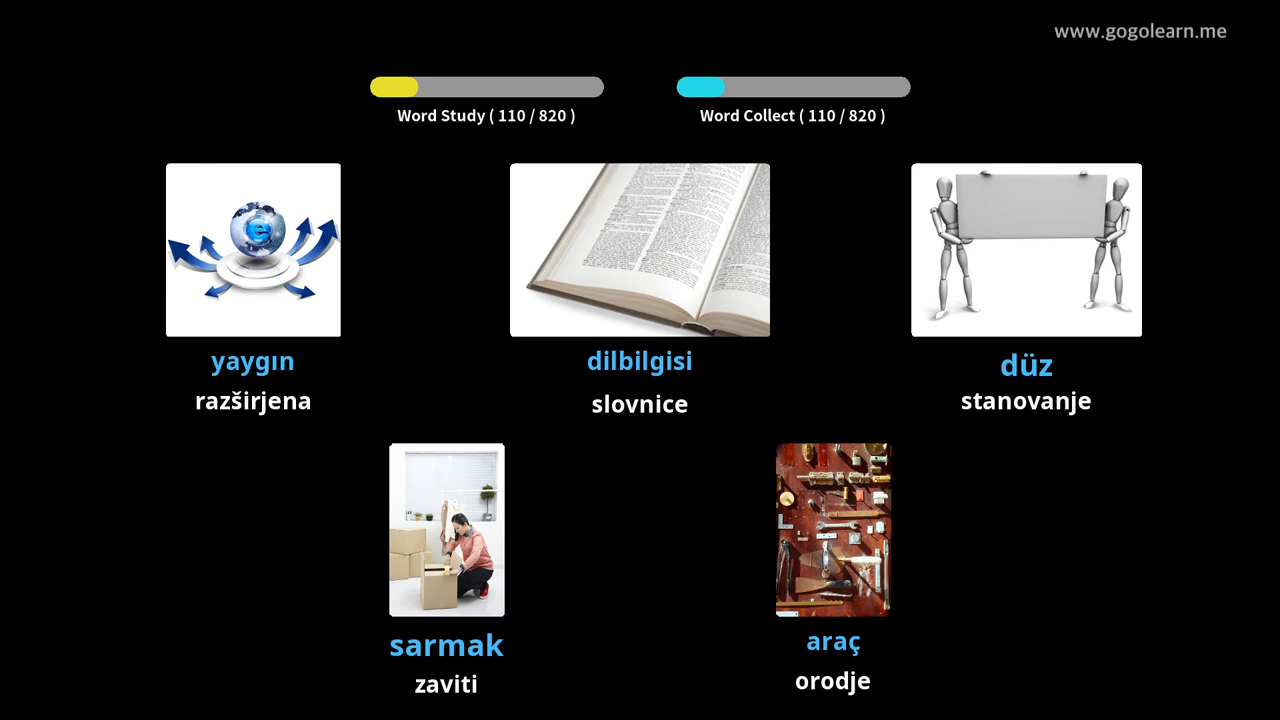 www.gogolearn.me
Word Study ( 110 / 820 )
Word Collect ( 110 / 820 )
yaygın
razširjena
dilbilgisi
slovnice
düz
stanovanje
sarmak
zaviti
araç
orodje